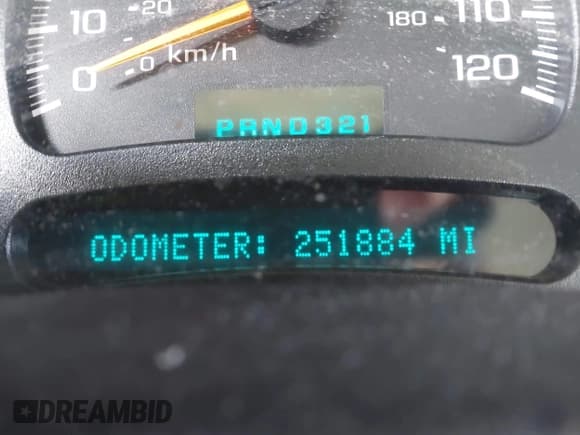 10 20 180 110
0 0 km/h 120
PRND321
ODOMETER: 251884 MI
DREAMBID